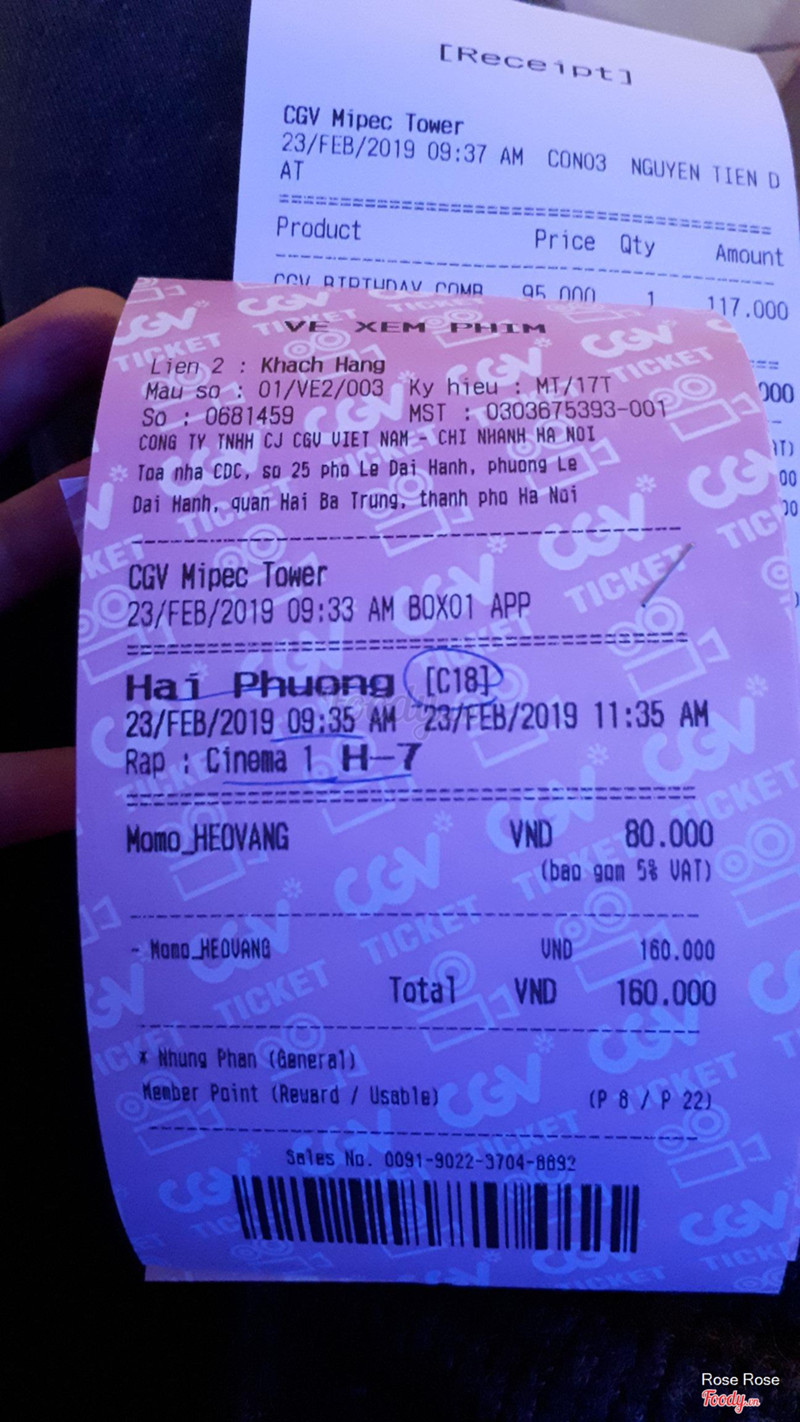 [Receipt]
CGV Mipec Tower
23/FEB/2019 09:37 AM CON03 NGUYEN TIEN D
AT
Product Price Qty Amount
CGV BIRTHDAY COMB 95.000 1 117.000
VE XEM PHIM
Lien 2 : Khach Hang
Mau so : 01/VE2/003 Ky hieu : MT/17T
So : 0681459 MST : 0303675393-001
CONG TY TNHH CJ CGV VIET NAM - CHI NHANH HA NOI
Toa nha CDC, so 25 pho Le Dai Hanh, phuong Le
Dai Hanh, quan Hai Ba Trung, thanh pho Ha Noi
CGV Mipec Tower
23/FEB/2019 09:33 AM BOX01 APP
Hai Phuong [C18]
23/FEB/2019 09:35 AM ~23/FEB/2019 11:35 AM
Rap : Cinema 1 H-7
Momo_HEOVANG VND 80.000
(bao gom 5% VAT)
- Momo_HEOVANG VND 160.000
Total VND 160.000
* Nhung Phan (General)
Member Point (Reward / Usable) (P 8 / P 22)
Sales No. 0091-9022-3704-8892
CGV TICKET
Rose Rose
Foody.vn